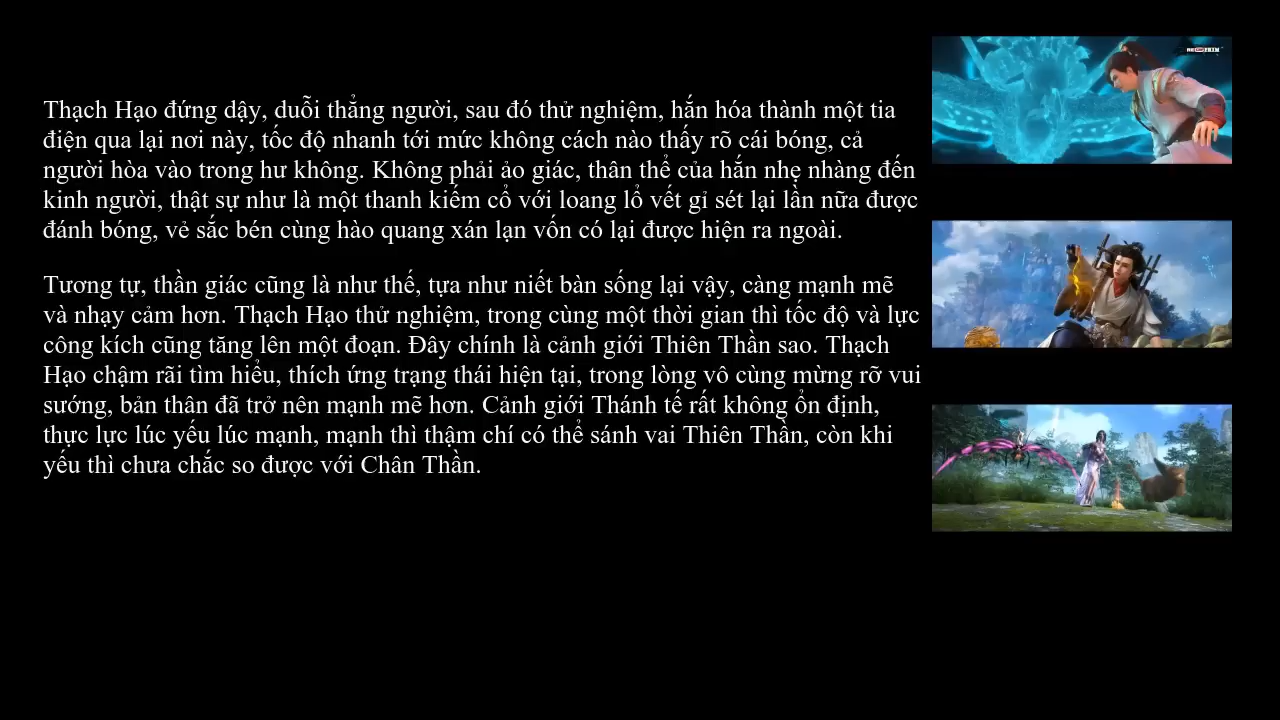 Thạch Hạo đứng dậy, duỗi thẳng người, sau đó thử nghiệm, hắn hóa thành một tia
điện qua lại nơi này, tốc độ nhanh tới mức không cách nào thấy rõ cái bóng, cả
người hòa vào trong hư không. Không phải ảo giác, thân thể của hắn nhẹ nhàng đến
kinh người, thật sự như là một thanh kiếm cổ với loang lổ vết gỉ sét lại lần nữa được
đánh bóng, vẻ sắc bén cùng hào quang xán lạn vốn có lại được hiện ra ngoài.
Tương tự, thần giác cũng là như thế, tựa như niết bàn sống lại vậy, càng mạnh mẽ
và nhạy cảm hơn. Thạch Hạo thử nghiệm, trong cùng một thời gian thì tốc độ và lực
công kích cũng tăng lên một đoạn. Đây chính là cảnh giới Thiên Thần sao. Thạch
Hạo chậm rãi tìm hiểu, thích ứng trạng thái hiện tại, trong lòng vô cùng mừng rỡ vui
sướng, bản thân đã trở nên mạnh mẽ hơn. Cảnh giới Thánh tế rất không ổn định,
thực lực lúc yếu lúc mạnh, mạnh thì thậm chí có thể sánh vai Thiên Thần, còn khi
yếu thì chưa chắc so được với Chân Thần.